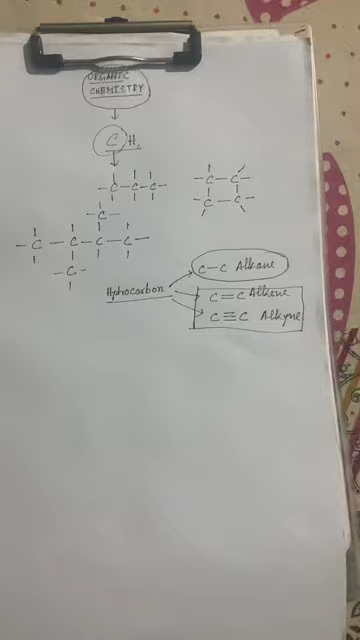 ORGANIC
CHEMISTRY
C H
-C-C-C-
-C-C-
-C-C-
-C-
-C-C-C-C-
-C-
C-C Alkane
Hydrocarbon
C=C Alkene
C≡C Alkyne